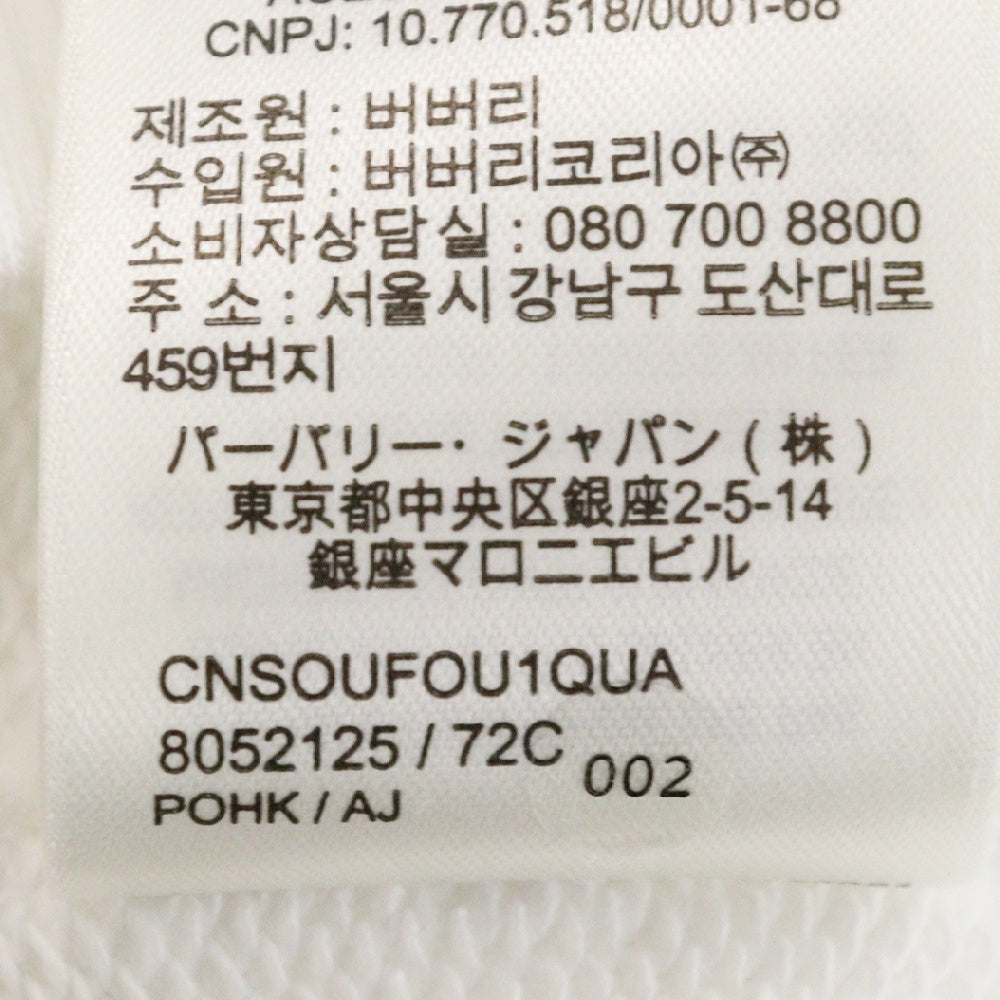 CNPJ: 10.770.518/0001-68
제조원 : 버버리
수입원 : 버버리코리아㈜
소비자상담실 : 080 700 8800
주 소 : 서울시 강남구 도산대로
459번지
バーバリー· ジャパン ( 株 )
東京都中央区銀座2-5-14
銀座マロニエビル
CNSOUFOU1QUA
8052125 / 72C 002
POHK / AJ